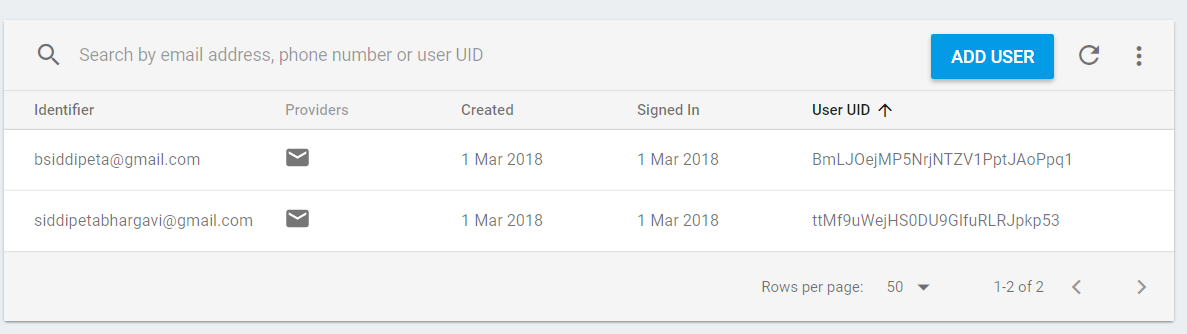 Search by email address, phone number or user UID ADD USER
Identifier Providers Created Signed In User UID
bsiddipeta@gmail.com 1 Mar 2018 1 Mar 2018 BmLJOejMP5NrjNTZV1PptJAoPpq1
siddipetabhargavi@gmail.com 1 Mar 2018 1 Mar 2018 ttMf9uWejHS0DU9GlfuRLRJpkp53
Rows per page: 50 1-2 of 2